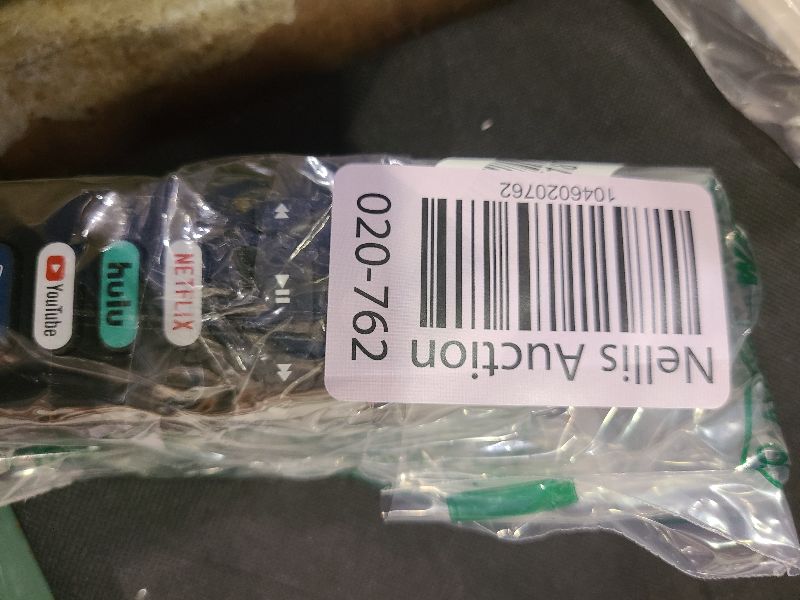 1046020762
Nellis Auction
020-762
NETFLIX
hulu
YouTube